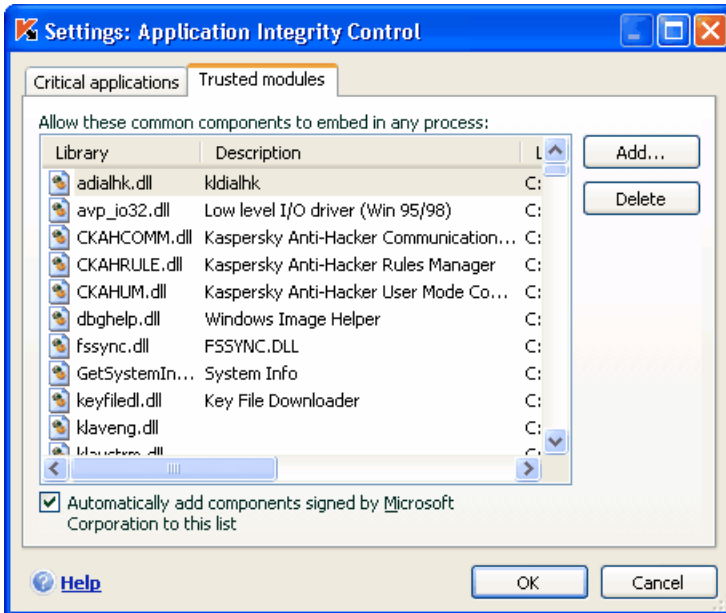 Settings: Application Integrity Control
Critical applications Trusted modules
Allow these common components to embed in any process:
Library Description L
adialhk.dll kldialhk C:
avp_io32.dll Low level I/O driver (Win 95/98) C:
CKAHCOMM.dll Kaspersky Anti-Hacker Communication... C:
CKAHRULE.dll Kaspersky Anti-Hacker Rules Manager C:
CKAHUM.dll Kaspersky Anti-Hacker User Mode Co... C:
dbghelp.dll Windows Image Helper C:
fssync.dll FSSYNC.DLL C:
GetSystemIn... System Info C:
keyfiledl.dll Key File Downloader C:
klaveng.dll C:
Add...
Delete
Automatically add components signed by Microsoft
Corporation to this list
Help OK Cancel